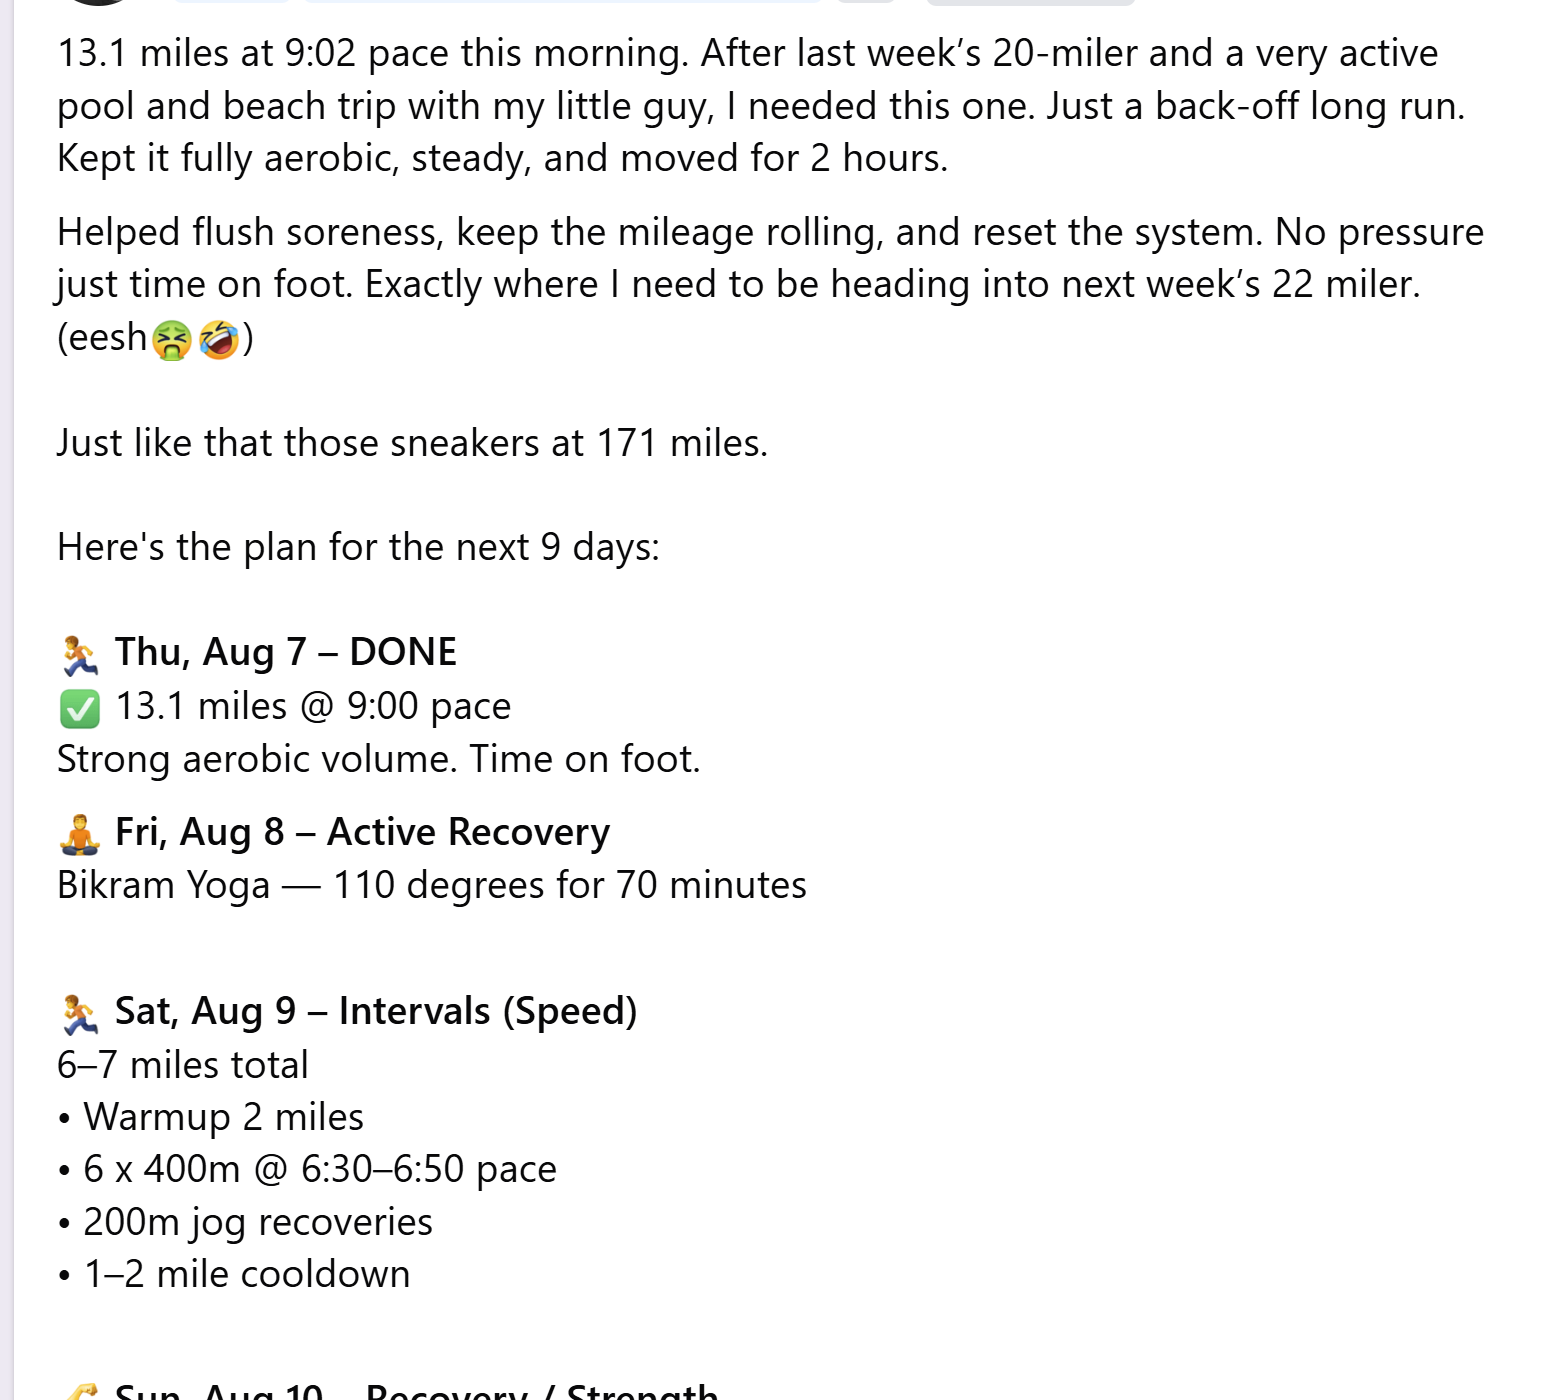 13.1 miles at 9:02 pace this morning. After last week’s 20-miler and a very active
pool and beach trip with my little guy, I needed this one. Just a back-off long run.
Kept it fully aerobic, steady, and moved for 2 hours.
Helped flush soreness, keep the mileage rolling, and reset the system. No pressure
just time on foot. Exactly where I need to be heading into next week’s 22 miler.
(eesh🤮🤣)
Just like that those sneakers at 171 miles.
Here's the plan for the next 9 days:
🏃 Thu, Aug 7 – DONE
✅ 13.1 miles @ 9:00 pace
Strong aerobic volume. Time on foot.
🧘 Fri, Aug 8 – Active Recovery
Bikram Yoga — 110 degrees for 70 minutes
🏃 Sat, Aug 9 – Intervals (Speed)
6–7 miles total
• Warmup 2 miles
• 6 x 400m @ 6:30–6:50 pace
• 200m jog recoveries
• 1–2 mile cooldown
💪 Sun, Aug 10 – Recovery / Strength